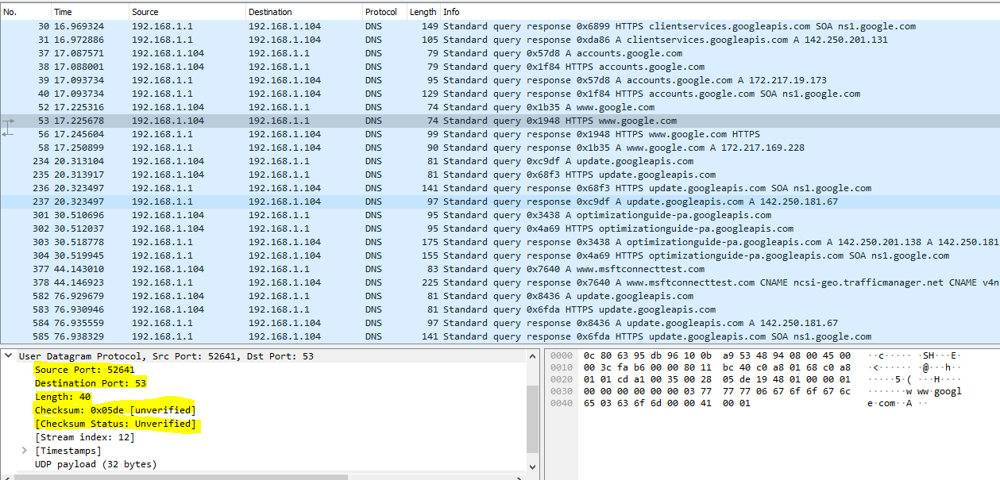 No. Time Source Destination Protocol Length Info
30 16.969324 192.168.1.1 192.168.1.104 DNS 149 Standard query response 0x6899 HTTPS clientservices.googleapis.com SOA ns1.google.com
31 16.972886 192.168.1.1 192.168.1.104 DNS 105 Standard query response 0xda86 A clientservices.googleapis.com A 142.250.201.131
37 17.087571 192.168.1.104 192.168.1.1 DNS 79 Standard query 0x57d8 A accounts.google.com
38 17.088001 192.168.1.104 192.168.1.1 DNS 79 Standard query 0x1f84 HTTPS accounts.google.com
39 17.093734 192.168.1.1 192.168.1.104 DNS 95 Standard query response 0x57d8 A accounts.google.com A 172.217.19.173
40 17.093734 192.168.1.1 192.168.1.104 DNS 129 Standard query response 0x1f84 HTTPS accounts.google.com SOA ns1.google.com
52 17.225316 192.168.1.104 192.168.1.1 DNS 74 Standard query 0x1b35 A www.google.com
53 17.225678 192.168.1.104 192.168.1.1 DNS 74 Standard query 0x1948 HTTPS www.google.com
56 17.245604 192.168.1.1 192.168.1.104 DNS 99 Standard query response 0x1948 HTTPS www.google.com HTTPS
58 17.250899 192.168.1.1 192.168.1.104 DNS 90 Standard query response 0x1b35 A www.google.com A 172.217.169.228
234 20.313104 192.168.1.104 192.168.1.1 DNS 81 Standard query 0xc9df A update.googleapis.com
235 20.313917 192.168.1.104 192.168.1.1 DNS 81 Standard query 0x68f3 HTTPS update.googleapis.com
236 20.323497 192.168.1.1 192.168.1.104 DNS 141 Standard query response 0x68f3 HTTPS update.googleapis.com SOA ns1.google.com
237 20.323497 192.168.1.1 192.168.1.104 DNS 97 Standard query response 0xc9df A update.googleapis.com A 142.250.181.67
301 30.510696 192.168.1.104 192.168.1.1 DNS 95 Standard query 0x3438 A optimizationguide-pa.googleapis.com
302 30.512037 192.168.1.104 192.168.1.1 DNS 95 Standard query 0x4a69 HTTPS optimizationguide-pa.googleapis.com
303 30.518778 192.168.1.1 192.168.1.104 DNS 175 Standard query response 0x3438 A optimizationguide-pa.googleapis.com A 142.250.201.138 A 142.250.181
304 30.519945 192.168.1.1 192.168.1.104 DNS 155 Standard query response 0x4a69 HTTPS optimizationguide-pa.googleapis.com SOA ns1.google.com
377 44.143010 192.168.1.104 192.168.1.1 DNS 83 Standard query 0x7640 A www.msftconnecttest.com
378 44.146923 192.168.1.1 192.168.1.104 DNS 225 Standard query response 0x7640 A www.msftconnecttest.com CNAME ncsi-geo.trafficmanager.net CNAME v4n
582 76.929679 192.168.1.104 192.168.1.1 DNS 81 Standard query 0x8436 A update.googleapis.com
583 76.930946 192.168.1.104 192.168.1.1 DNS 81 Standard query 0x6fda HTTPS update.googleapis.com
584 76.935559 192.168.1.1 192.168.1.104 DNS 97 Standard query response 0x8436 A update.googleapis.com A 142.250.181.67
585 76.938329 192.168.1.1 192.168.1.104 DNS 141 Standard query response 0x6fda HTTPS update.googleapis.com SOA ns1.google.com
User Datagram Protocol, Src Port: 52641, Dst Port: 53
Source Port: 52641
Destination Port: 53
Length: 40
Checksum: 0x05de [unverified]
[Checksum Status: Unverified]
[Stream index: 12]
[Timestamps]
UDP payload (32 bytes)
0000 0c 80 63 95 db 96 10 0b a9 53 48 94 08 00 45 00 ··c····· ·SH···E·
0010 00 3c fa b6 00 00 80 11 bc 40 c0 a8 01 68 c0 a8 ·<······ ·@···h··
0020 01 01 cd a1 00 35 00 28 05 de 19 48 01 00 00 01 ·····5·( ···H····
0030 00 00 00 00 00 00 03 77 77 77 06 67 6f 6f 67 6c ·······w ww·googl
0040 65 03 63 6f 6d 00 00 41 00 01 e·com··A ··